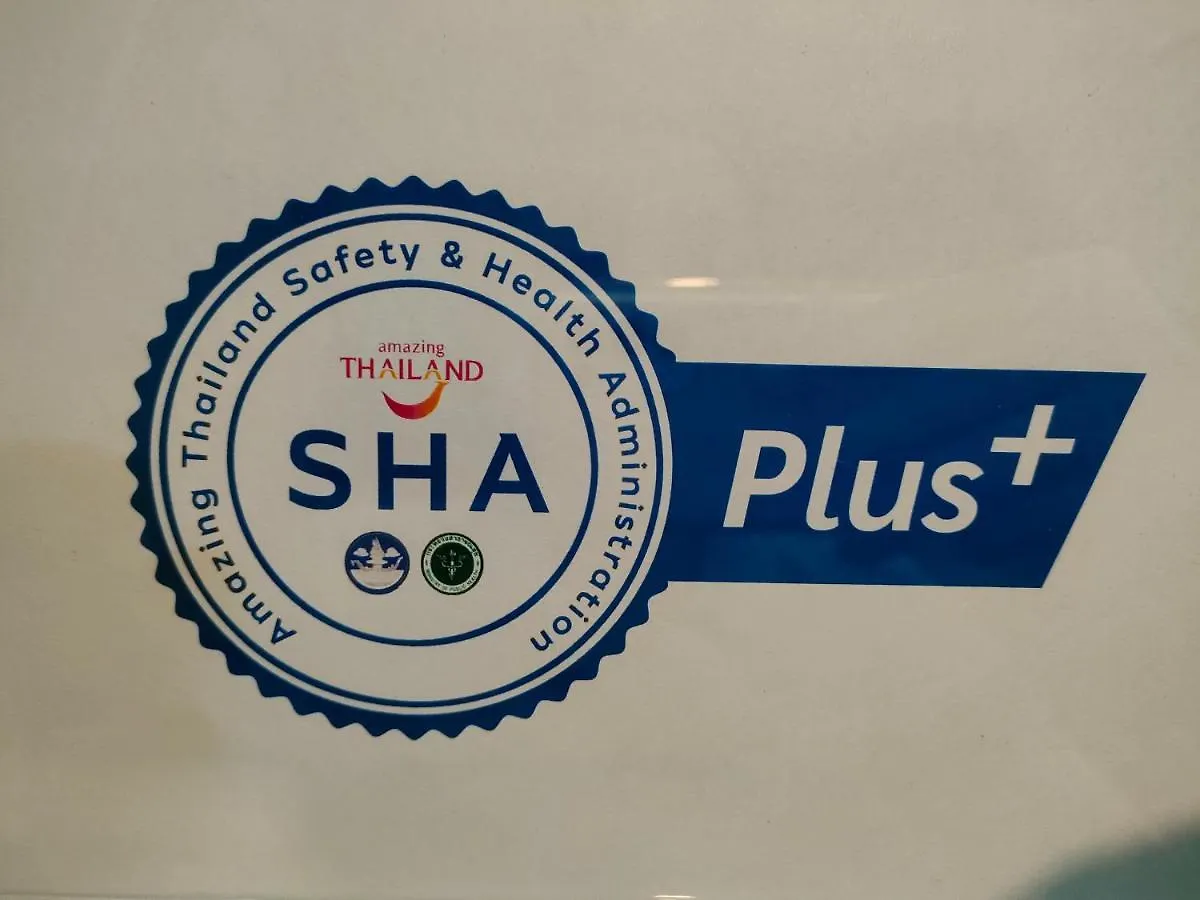 Amazing Thailand Safety & Health Administration
amazing
THAILAND
SHA
Plus+